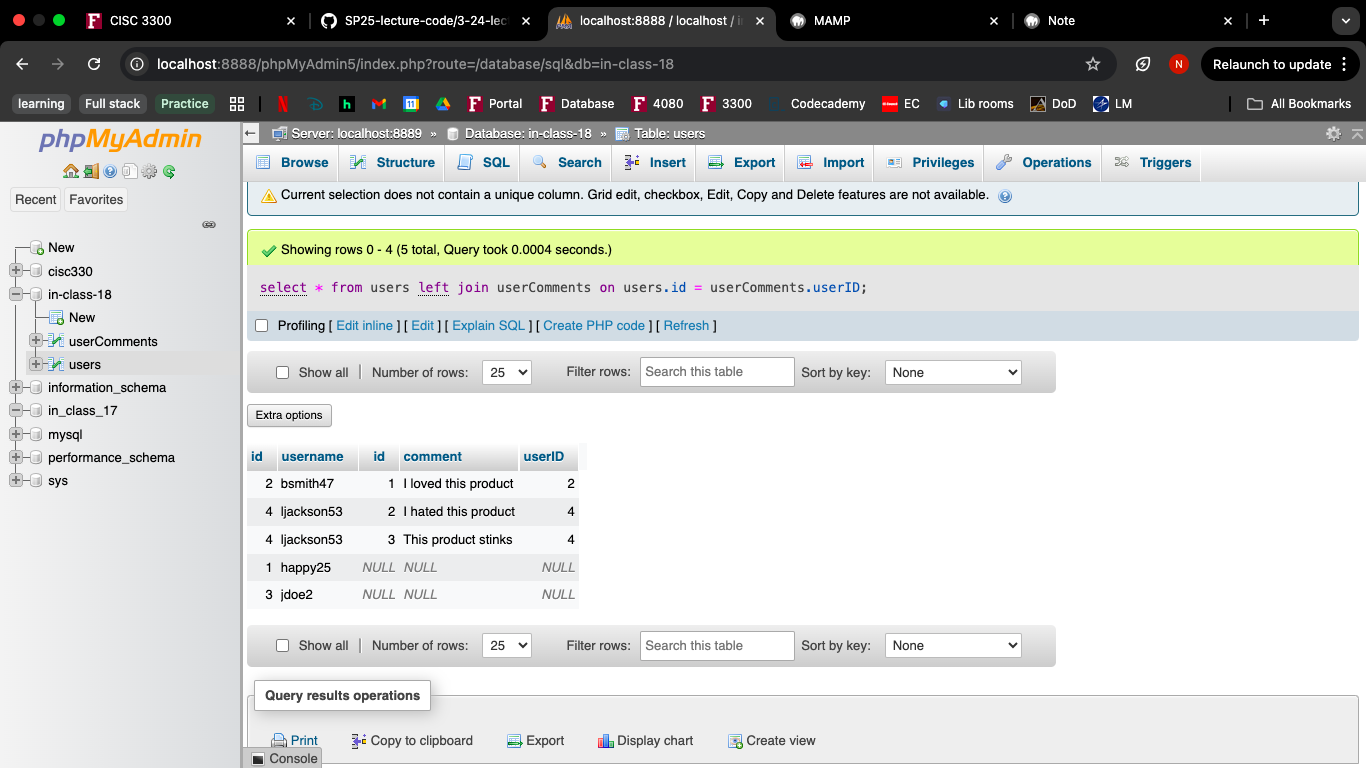 CISC 3300
SP25-lecture-code/3-24-lec
localhost:8888 / localhost / i
MAMP
Note
localhost:8888/phpMyAdmin5/index.php?route=/database/sql&db=in-class-18
N
Relaunch to update
learning
Full stack
Practice
Portal
Database
4080
3300
Codecademy
EC
Lib rooms
DoD
LM
All Bookmarks
phpMyAdmin
Recent
Favorites
New
cisc330
in-class-18
New
userComments
users
information_schema
in_class_17
mysql
performance_schema
sys
Server: localhost:8889 » Database: in-class-18 » Table: users
Browse
Structure
SQL
Search
Insert
Export
Import
Privileges
Operations
Triggers
Current selection does not contain a unique column. Grid edit, checkbox, Edit, Copy and Delete features are not available.
Showing rows 0 - 4 (5 total, Query took 0.0004 seconds.)
select * from users left join userComments on users.id = userComments.userID;
Profiling [ Edit inline ] [ Edit ] [ Explain SQL ] [ Create PHP code ] [ Refresh ]
Show all | Number of rows: 25 Filter rows: Search this table Sort by key: None
Extra options
id username id comment userID
2 bsmith47 1 I loved this product 2
4 ljackson53 2 I hated this product 4
4 ljackson53 3 This product stinks 4
1 happy25 NULL NULL NULL
3 jdoe2 NULL NULL NULL
Show all | Number of rows: 25 Filter rows: Search this table Sort by key: None
Query results operations
Print
Copy to clipboard
Export
Display chart
Create view
Console